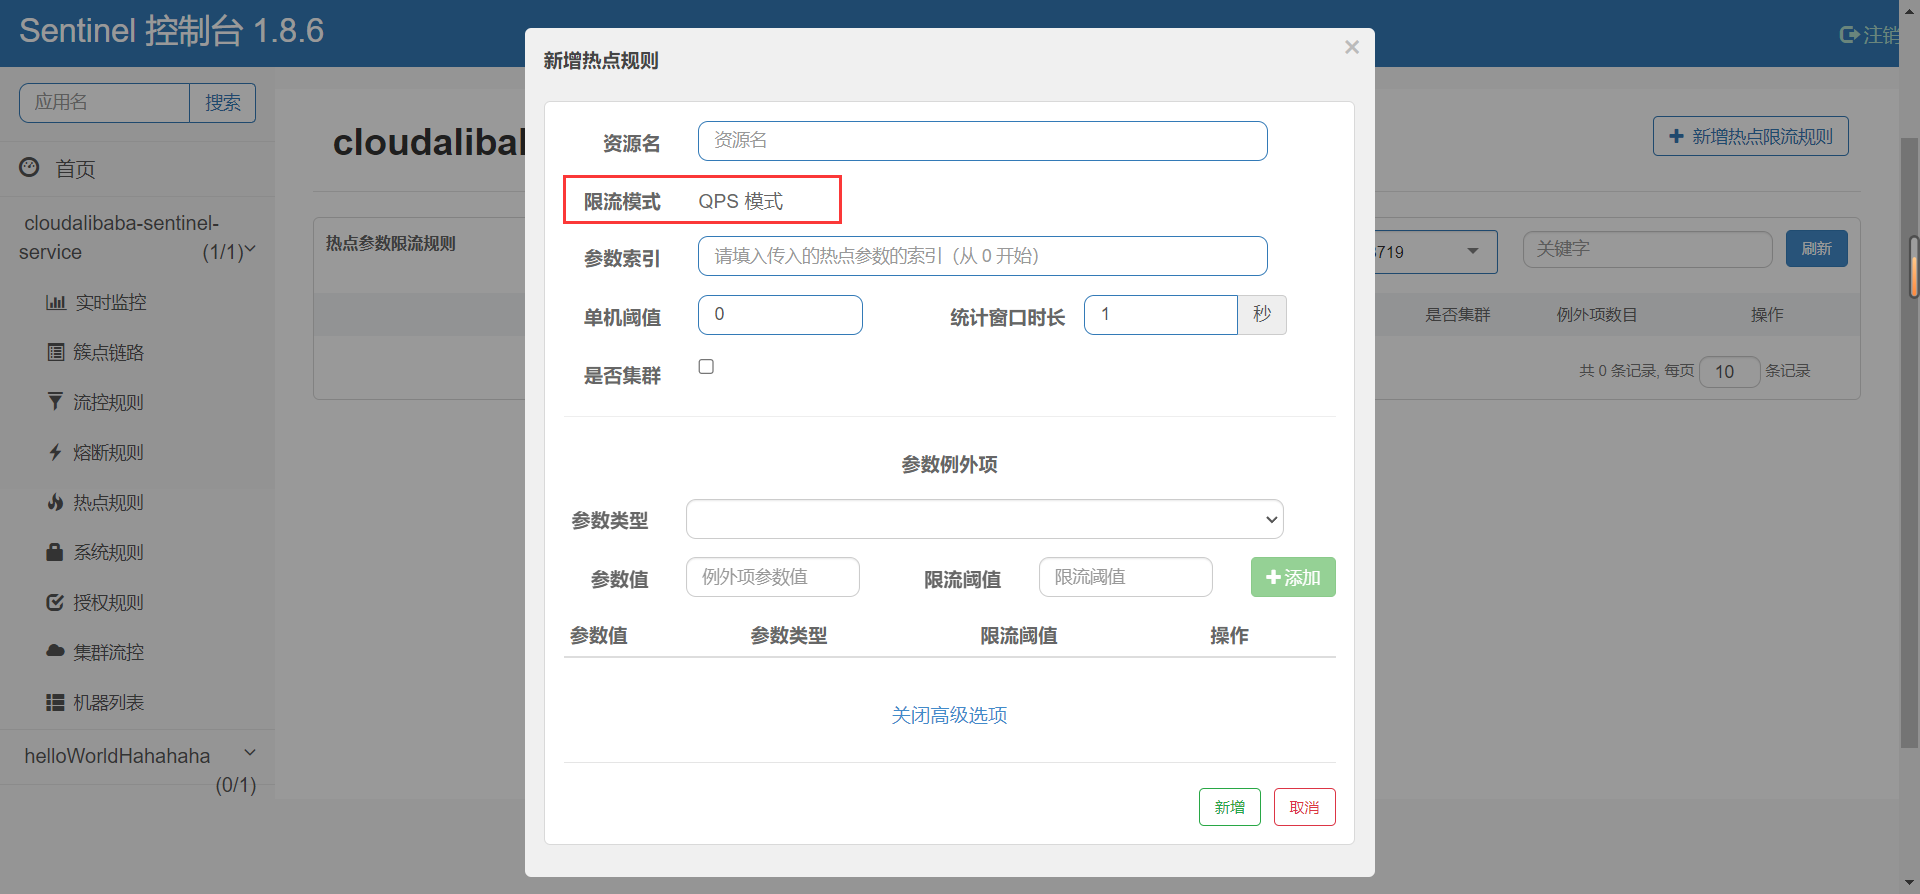 Sentinel 控制台 1.8.6
注销
应用名
搜索
首页
cloudalibaba-sentinel-
service
(1/1)
实时监控
簇点链路
流控规则
熔断规则
热点规则
系统规则
授权规则
集群流控
机器列表
helloWorldHahahaha
(0/1)
cloudalibal
新增热点限流规则
热点参数限流规则
719
关键字
刷新
是否集群
例外项数目
操作
共 0 条记录, 每页
10
条记录
新增热点规则
×
资源名
资源名
限流模式
QPS 模式
参数索引
请填入传入的热点参数的索引（从 0 开始）
单机阈值
0
统计窗口时长
1
秒
是否集群
参数例外项
参数类型
参数值
例外项参数值
限流阈值
限流阈值
添加
参数值
参数类型
限流阈值
操作
关闭高级选项
新增
取消